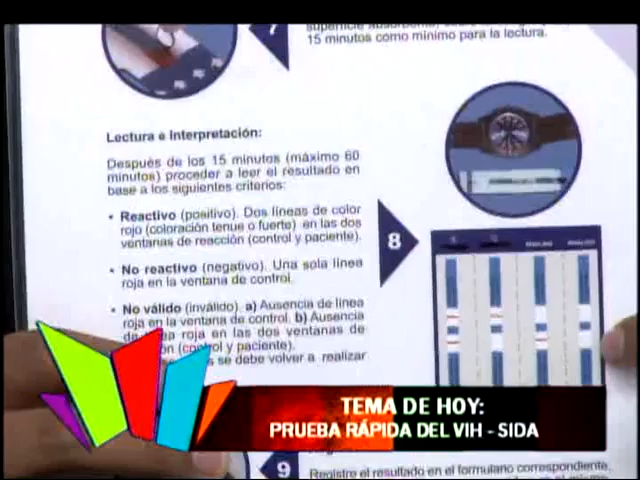 7
superficie absorbente
15 minutos como mínimo para la lectura.
Lectura e Interpretación:
Después de los 15 minutos (máximo 60
minutos) proceder a leer el resultado en
base a los siguientes criterios:
• Reactivo (positivo). Dos líneas de color
rojo (coloración tenue o fuerte) en las dos
ventanas de reacción (control y paciente).
• No reactivo (negativo). Una sola línea
roja en la ventana de control.
• No válido (inválido). a) Ausencia de línea
roja en la ventana de control. b) Ausencia
roja en las dos ventanas de
y paciente).
se debe volver a realizar
8
TEMA DE HOY:
PRUEBA RÁPIDA DEL VIH - SIDA
9
Registre el resultado en el formulario correspondiente,